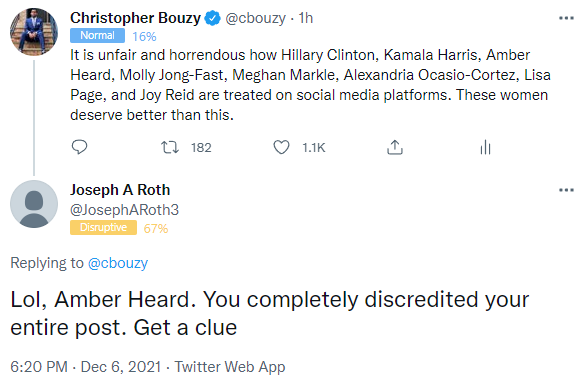 Christopher Bouzy @cbouzy · 1h
Normal 16%
It is unfair and horrendous how Hillary Clinton, Kamala Harris, Amber
Heard, Molly Jong-Fast, Meghan Markle, Alexandria Ocasio-Cortez, Lisa
Page, and Joy Reid are treated on social media platforms. These women
deserve better than this.
182 1.1K
Joseph A Roth
@JosephARoth3
Disruptive 67%
Replying to @cbouzy
Lol, Amber Heard. You completely discredited your
entire post. Get a clue
6:20 PM · Dec 6, 2021 · Twitter Web App